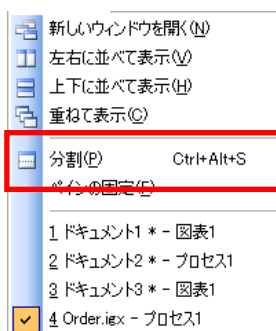 新しいウィンドウを開く(N)
左右に並べて表示(V)
上下に並べて表示(H)
重ねて表示(C)
分割(P) Ctrl+Alt+S
ペインの固定(F)
1 ドキュメント1 * - 図表1
2 ドキュメント2 * - プロセス1
3 ドキュメント3 * - 図表1
4 Order.igx - プロセス1